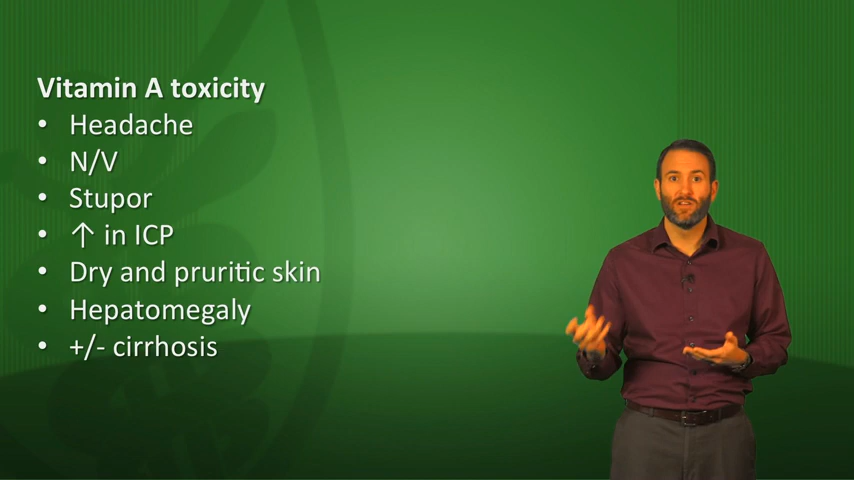 Vitamin A toxicity
• Headache
• N/V
• Stupor
• ↑ in ICP
• Dry and pruritic skin
• Hepatomegaly
• +/- cirrhosis